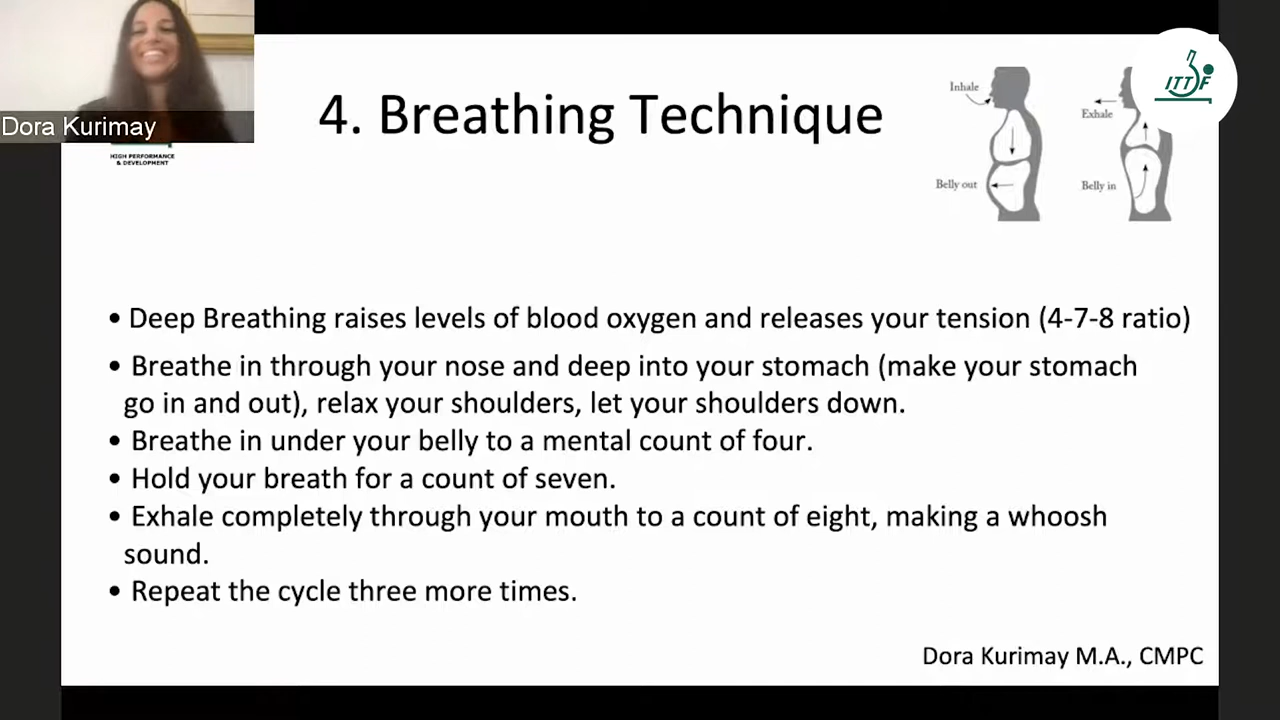 Dora Kurimay
HIGH PERFORMANCE
& DEVELOPMENT
4. Breathing Technique
Inhale
Belly out
Exhale
Belly in
ITTF
• Deep Breathing raises levels of blood oxygen and releases your tension (4-7-8 ratio)
• Breathe in through your nose and deep into your stomach (make your stomach
go in and out), relax your shoulders, let your shoulders down.
• Breathe in under your belly to a mental count of four.
• Hold your breath for a count of seven.
• Exhale completely through your mouth to a count of eight, making a whoosh
sound.
• Repeat the cycle three more times.
Dora Kurimay M.A., CMPC